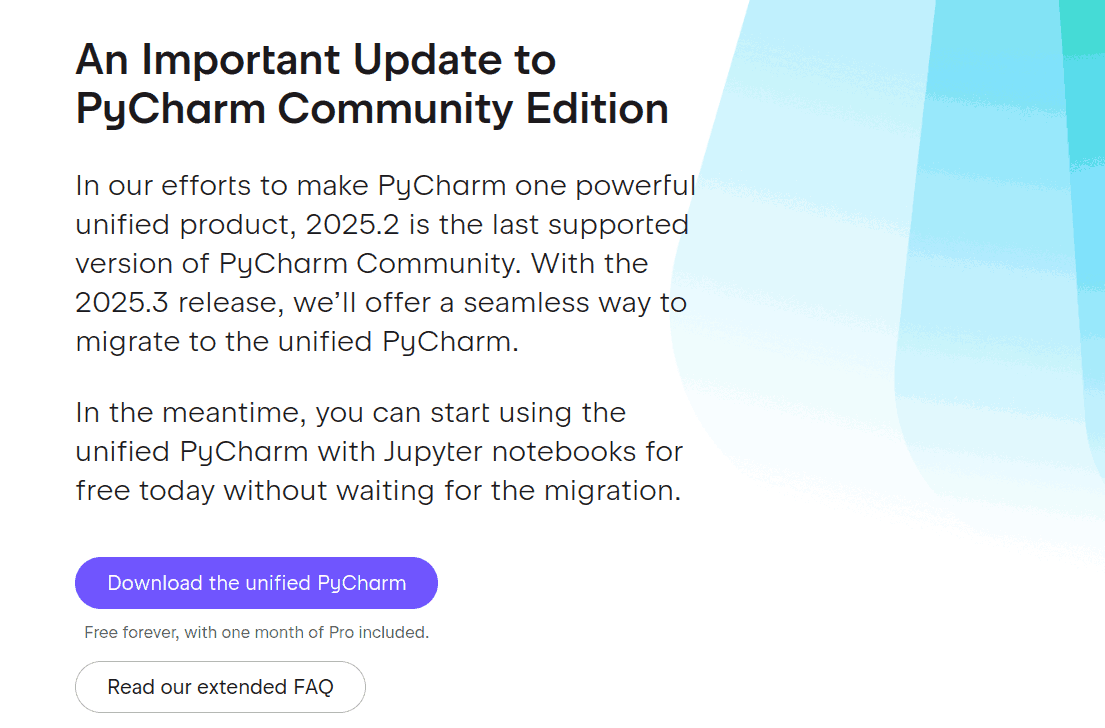 An Important Update to
PyCharm Community Edition
In our efforts to make PyCharm one powerful
unified product, 2025.2 is the last supported
version of PyCharm Community. With the
2025.3 release, we’ll offer a seamless way to
migrate to the unified PyCharm.
In the meantime, you can start using the
unified PyCharm with Jupyter notebooks for
free today without waiting for the migration.
Download the unified PyCharm
Free forever, with one month of Pro included.
Read our extended FAQ